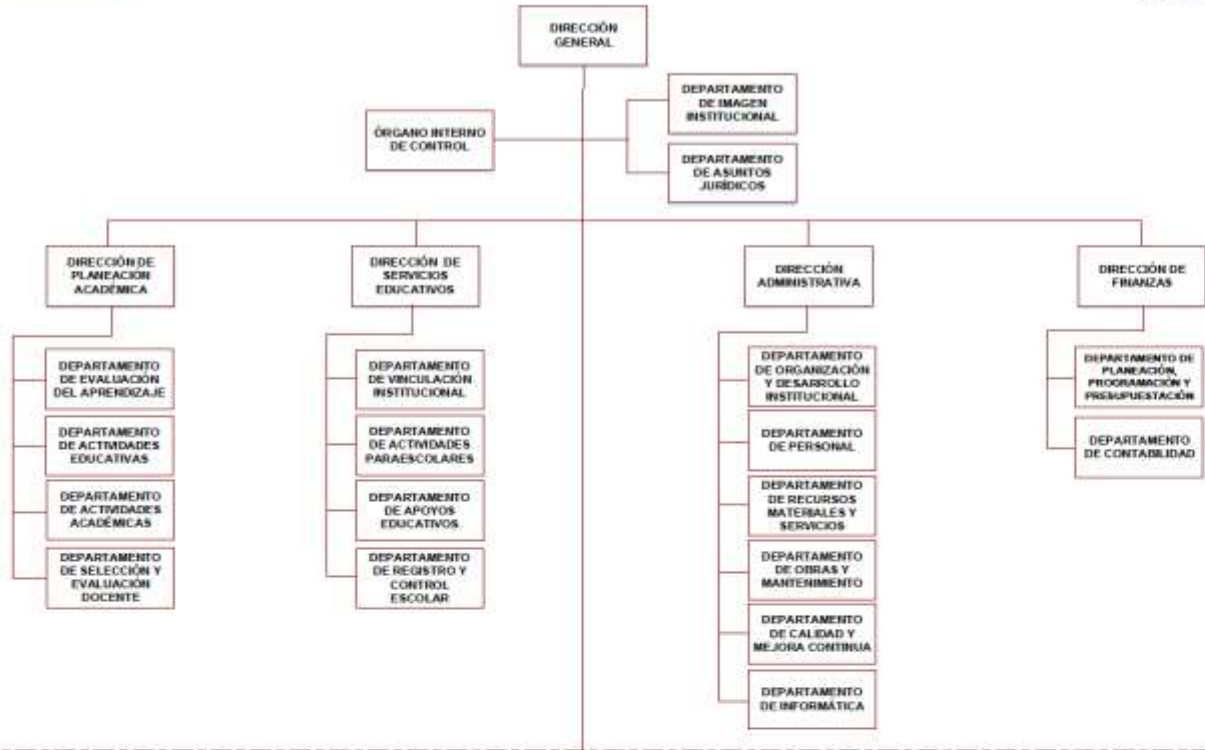 DIRECCIÓN
GENERAL
DEPARTAMENTO
DE IMAGEN
INSTITUCIONAL
ÓRGANO INTERNO
DE CONTROL
DEPARTAMENTO
DE ASUNTOS
JURÍDICOS
DIRECCIÓN DE
PLANEACIÓN
ACADÉMICA
DEPARTAMENTO
DE EVALUACIÓN
DEL APRENDIZAJE
DEPARTAMENTO
DE ACTIVIDADES
EDUCATIVAS
DEPARTAMENTO
DE ACTIVIDADES
ACADÉMICAS
DEPARTAMENTO
DE SELECCIÓN Y
EVALUACIÓN
DOCENTE
DIRECCIÓN DE
SERVICIOS
EDUCATIVOS
DEPARTAMENTO
DE VINCULACIÓN
INSTITUCIONAL
DEPARTAMENTO
DE ACTIVIDADES
PARAESCOLARES
DEPARTAMENTO
DE APOYOS
EDUCATIVOS
DEPARTAMENTO
DE REGISTRO Y
CONTROL
ESCOLAR
DIRECCIÓN
ADMINISTRATIVA
DEPARTAMENTO
DE ORGANIZACIÓN
Y DESARROLLO
INSTITUCIONAL
DEPARTAMENTO
DE PERSONAL
DEPARTAMENTO
DE RECURSOS
MATERIALES Y
SERVICIOS
DEPARTAMENTO
DE OBRAS Y
MANTENIMIENTO
DEPARTAMENTO
DE CALIDAD Y
MEJORA CONTINUA
DEPARTAMENTO
DE INFORMÁTICA
DIRECCIÓN DE
FINANZAS
DEPARTAMENTO DE
PLANEACIÓN,
PROGRAMACIÓN Y
PRESUPUESTACIÓN
DEPARTAMENTO
DE CONTABILIDAD